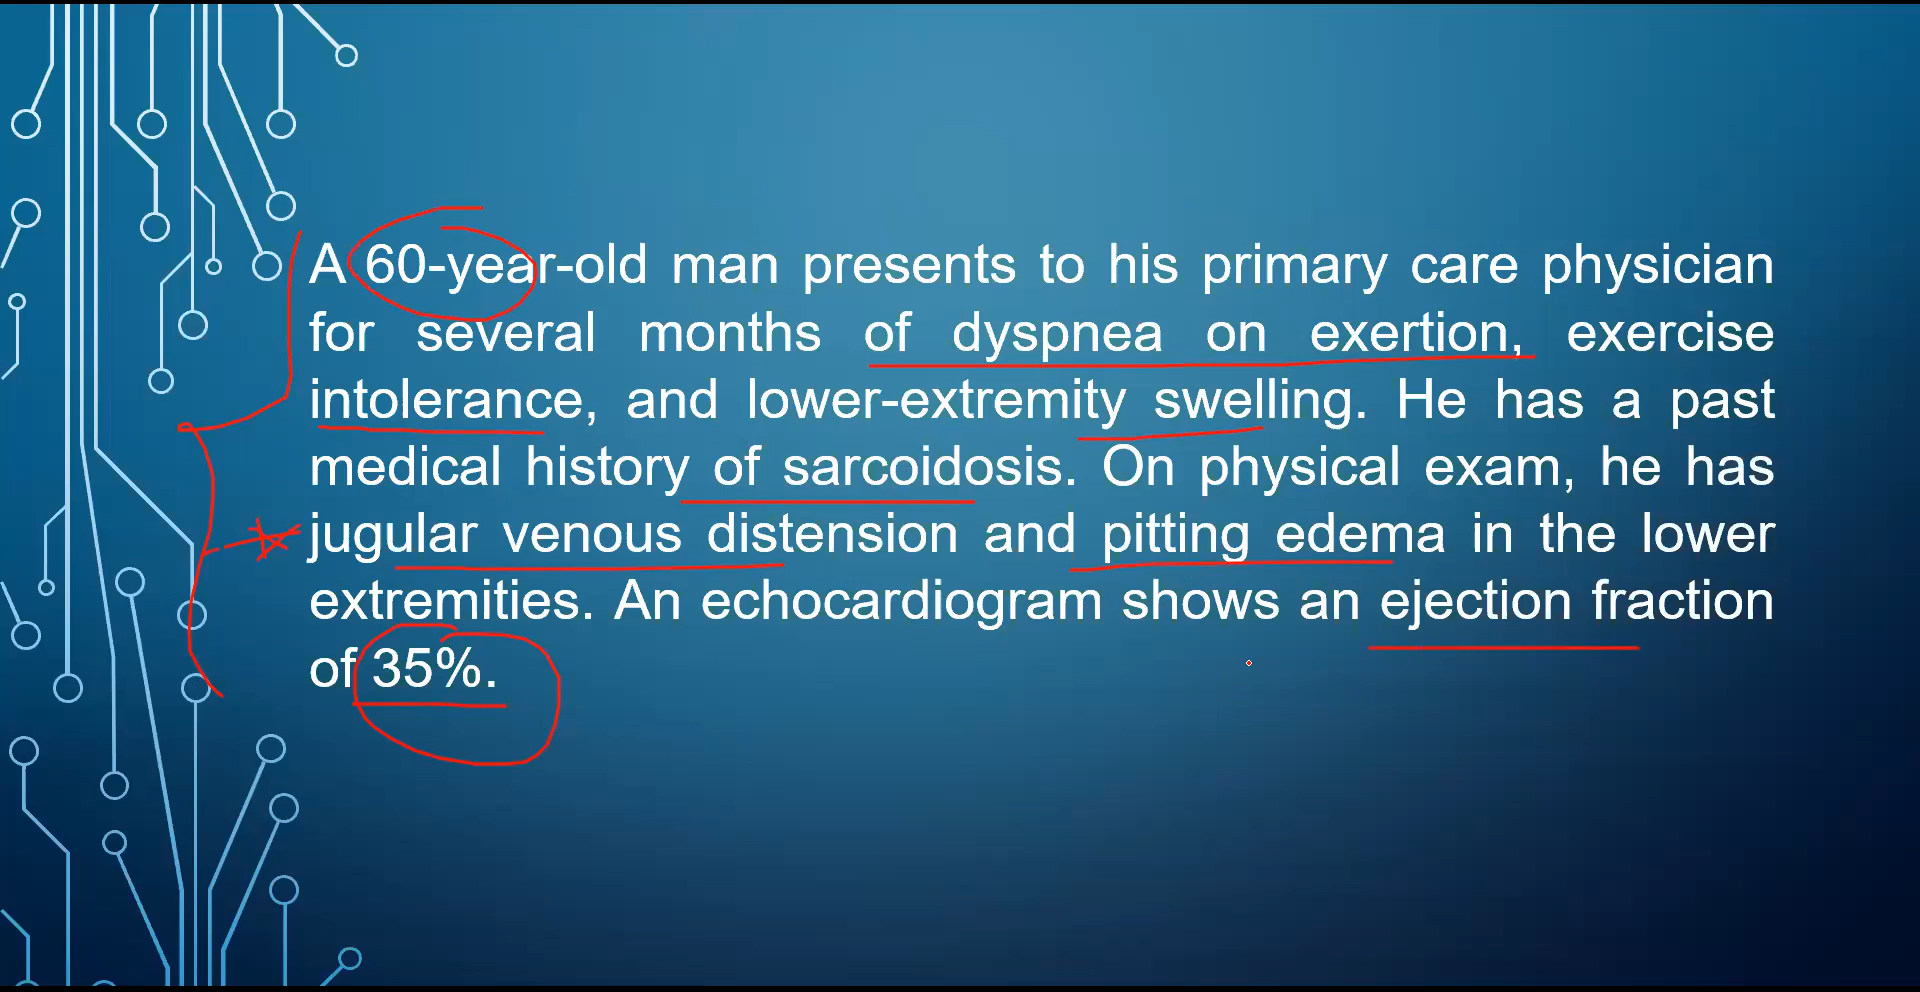 A 60-year-old man presents to his primary care physician
for several months of dyspnea on exertion, exercise
intolerance, and lower-extremity swelling. He has a past
medical history of sarcoidosis. On physical exam, he has
jugular venous distension and pitting edema in the lower
extremities. An echocardiogram shows an ejection fraction
of 35%.